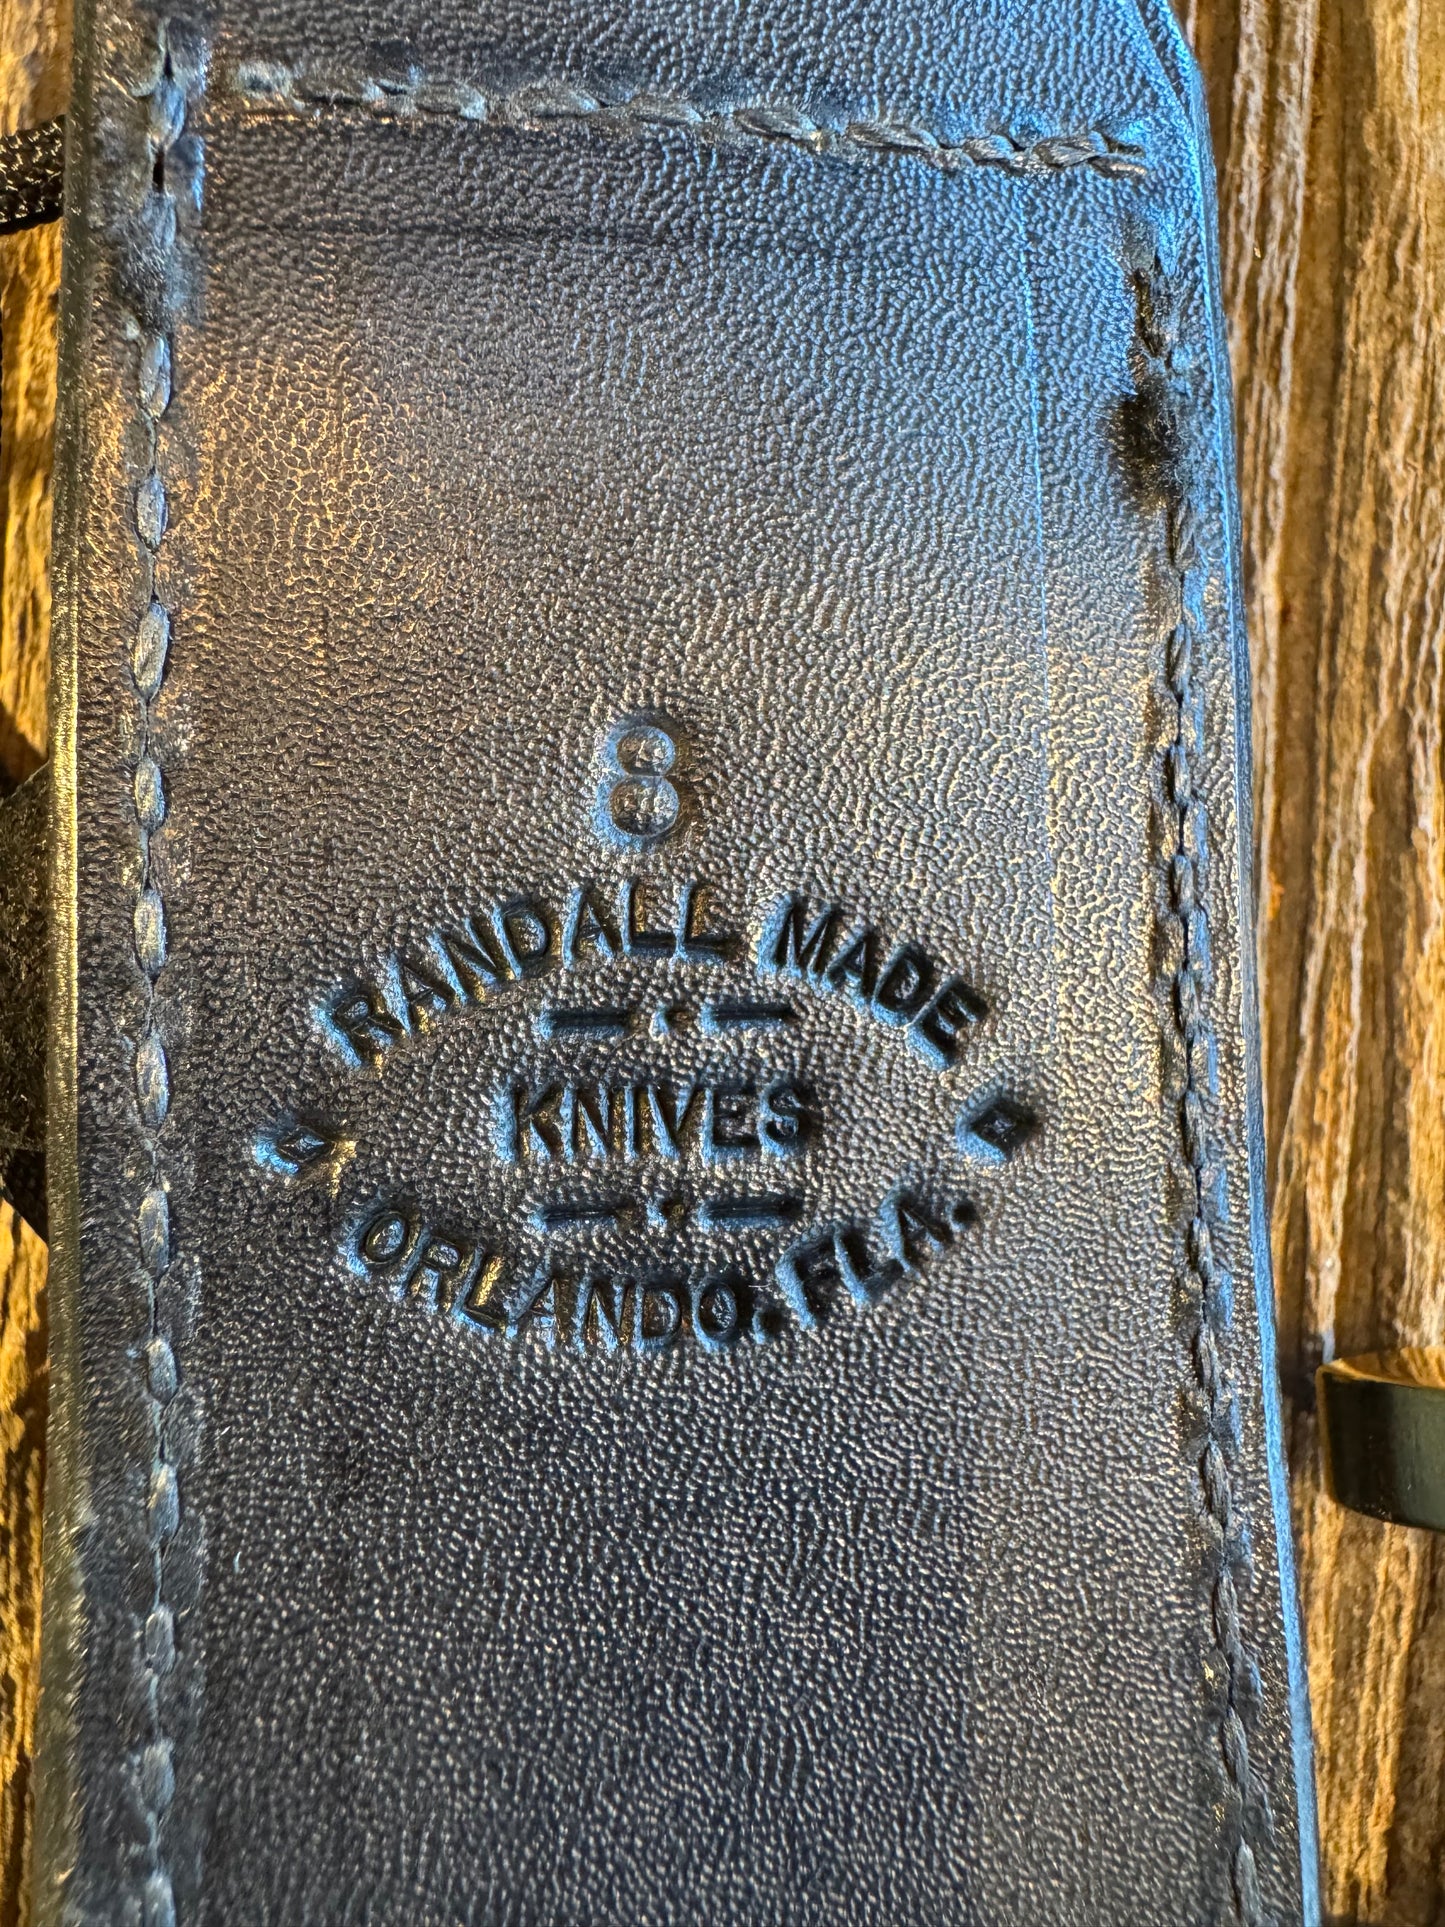 8
RANDALL MADE
KNIVES
ORLANDO. FLA.